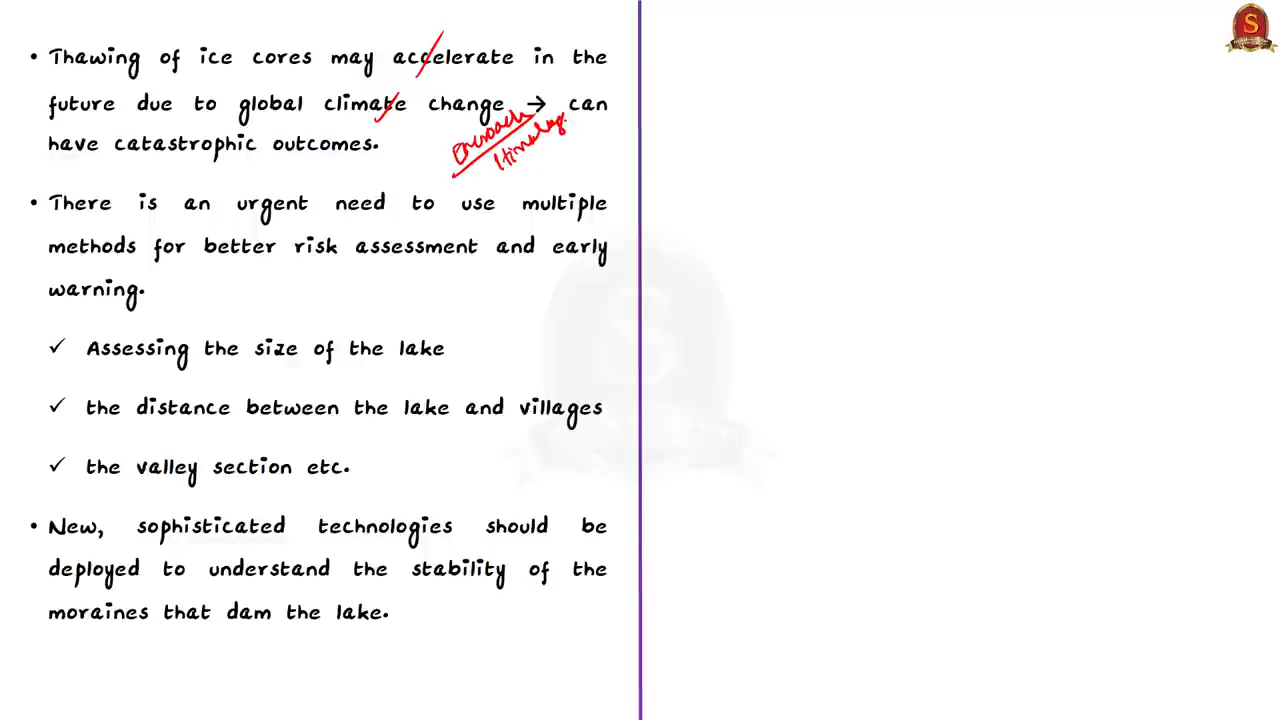 • Thawing of ice cores may accelerate in the
future due to global climate change → can
have catastrophic outcomes.
Encroach
• There is an urgent need to use multiple
methods for better risk assessment and early
warning.
✓ Assessing the size of the lake
✓ the distance between the lake and villages
✓ the valley section etc.
• New, sophisticated technologies should be
deployed to understand the stability of the
moraines that dam the lake.
S
S